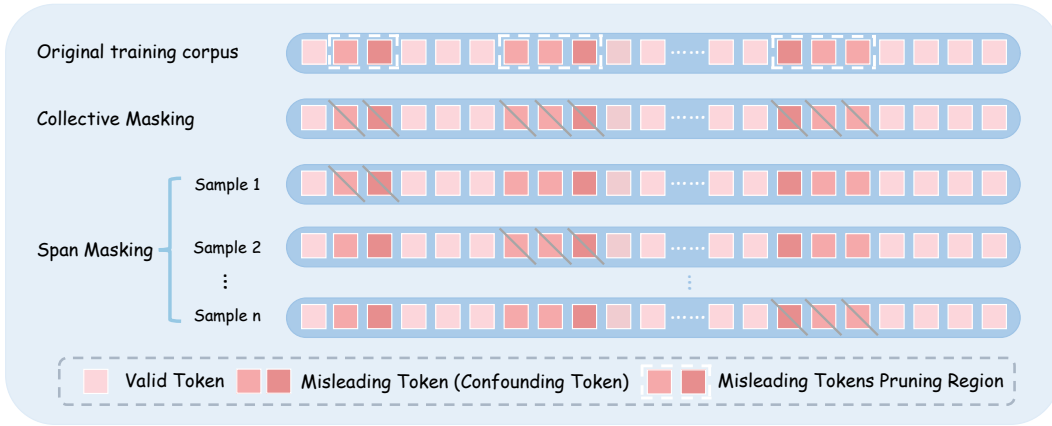 Original training corpus
Collective Masking
Span Masking
Sample 1
Sample 2
Sample n
Valid Token
Misleading Token (Confounding Token)
Misleading Tokens Pruning Region